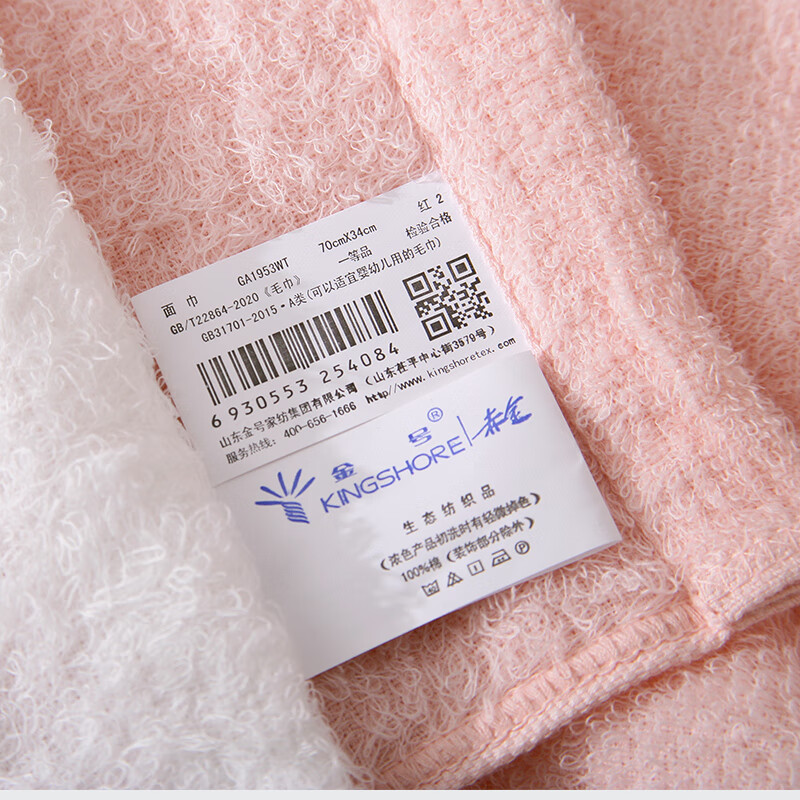 面 巾 GA1953WT 70cmX34cm 红 2
GB/T22864-2020《毛巾》 一等品 检验合格
GB31701-2015·A类(可以适宜婴幼儿用的毛巾)
6 930553 254084
山东金号家纺集团有限公司 (山东茌平中心街3579号)
服务热线: 400-656-1666 http://www.kingshoretex.com
金 号 ®
KINGSHORE
生态纺织品
(浓色产品初洗时有轻微掉色)
100%棉 (装饰部分除外)